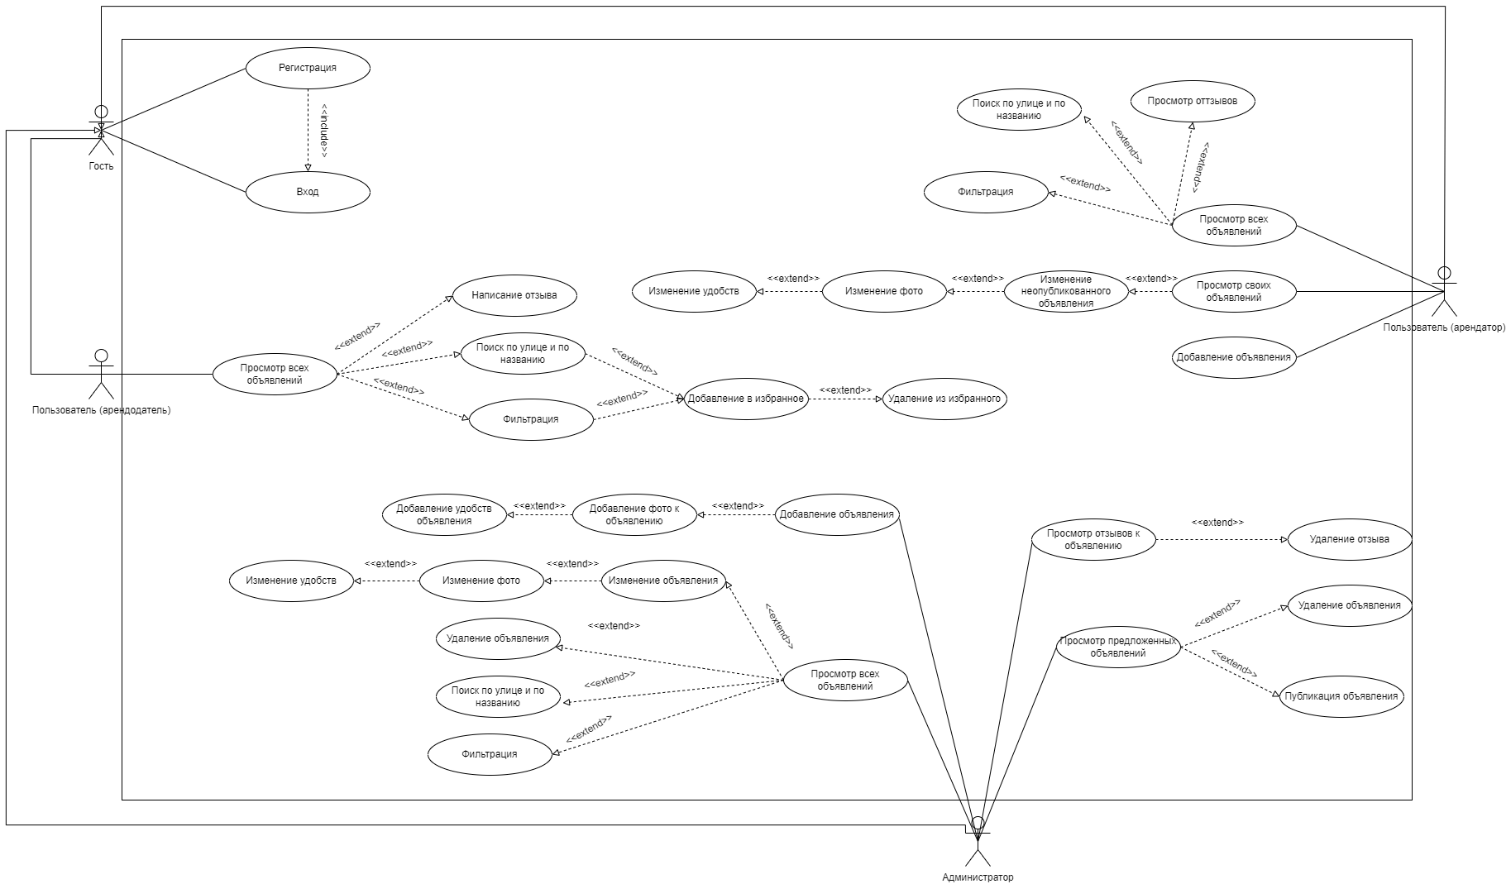 Регистрация
<<include>>
Гость
Вход
Поиск по улице и по
названию
Просмотр оттзывов
<<extend>>
<<extend>>
<<extend>>
Фильтрация
Просмотр всех
объявлений
Изменение удобств
<<extend>>
Изменение фото
<<extend>>
Изменение
неопубликованного
объявления
<<extend>>
Просмотр своих
объявлений
Пользователь (арендатор)
Добавление объявления
Написание отзыва
<<extend>>
<<extend>>
<<extend>>
Поиск по улице и по
названию
<<extend>>
Просмотр всех
объявлений
Пользователь (арендодатель)
Фильтрация
<<extend>>
Добавление в избранное
<<extend>>
Удаление из избранного
Добавление удобств
объявления
<<extend>>
Добавление фото к
объявлению
<<extend>>
Добавление объявления
Просмотр отзывов к
объявлению
<<extend>>
Удаление отзыва
Изменение удобств
<<extend>>
Изменение фото
<<extend>>
Изменение объявления
<<extend>>
Удаление объявления
<<extend>>
Поиск по улице и по
названию
<<extend>>
Просмотр всех
объявлений
Фильтрация
<<extend>>
Просмотр предложенных
объявлений
<<extend>>
Удаление объявления
<<extend>>
Публикация объявления
Администратор